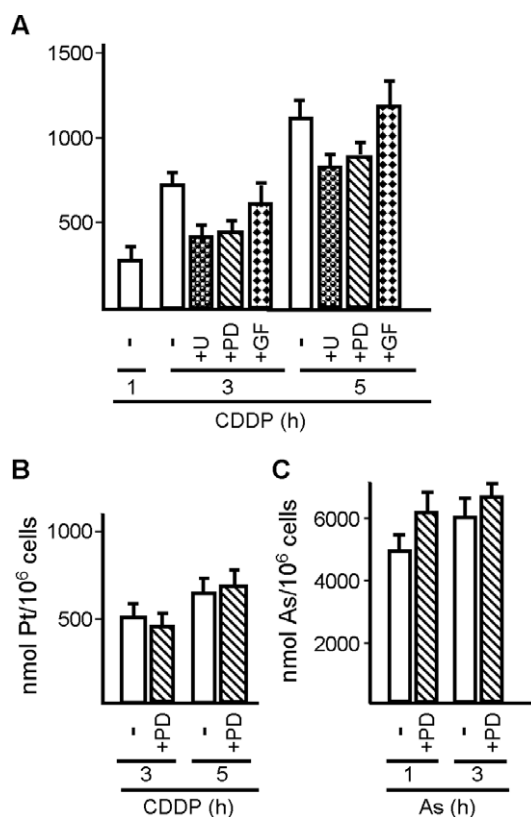 A
1500
1000
500
- - +U +PD +GF - +U +PD +GF
1 3 5
CDDP (h)
B
nmol Pt/10⁶ cells
1000
500
- +PD - +PD
3 5
CDDP (h)
C
nmol As/10⁶ cells
6000
4000
2000
- +PD - +PD
1 3
As (h)